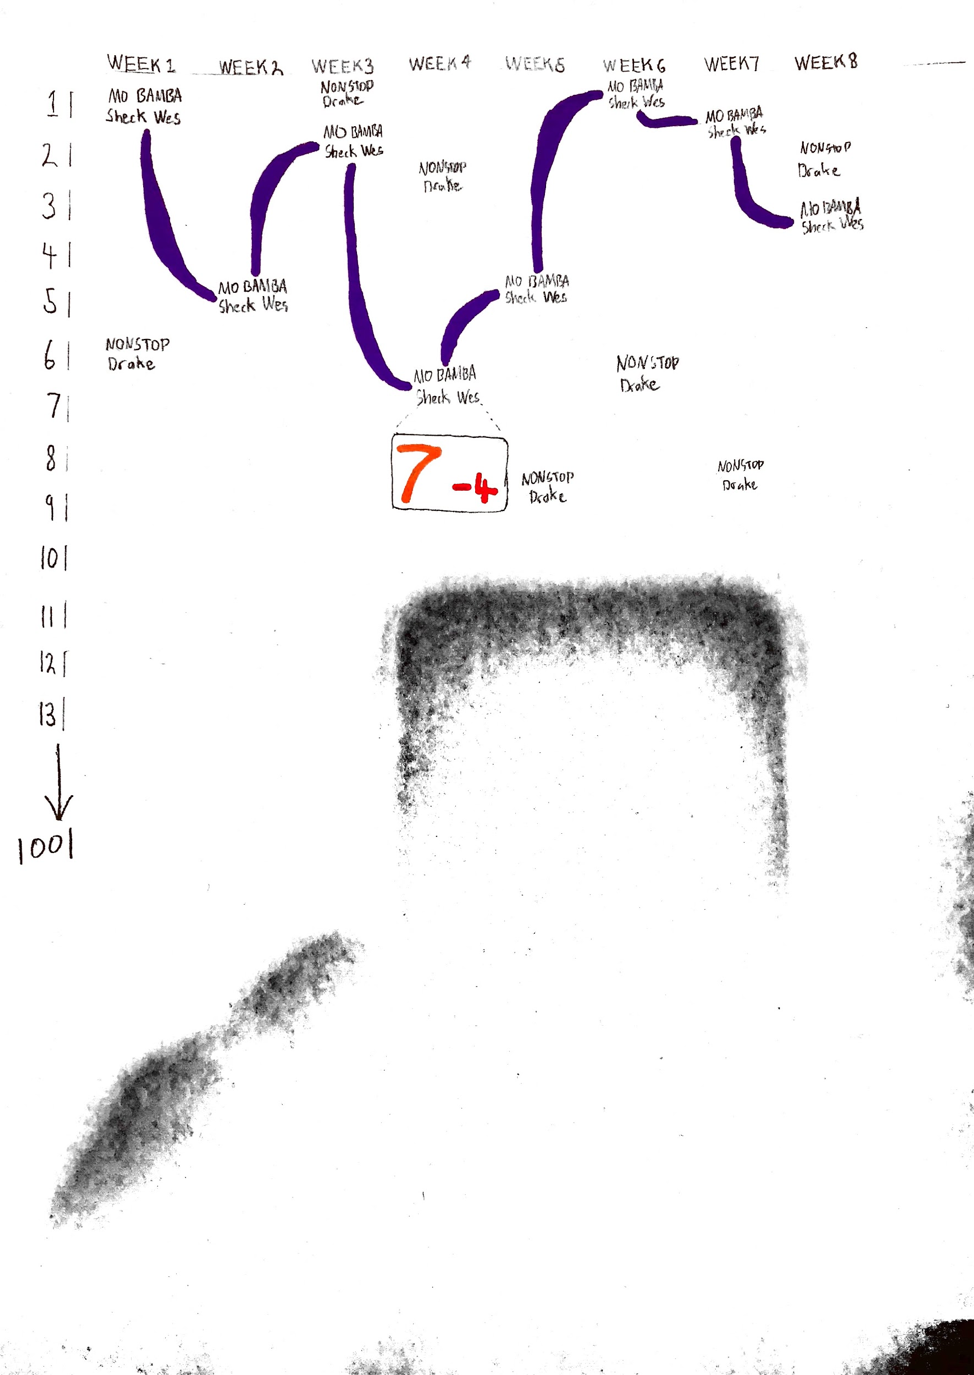 WEEK 1 WEEK 2 WEEK 3 WEEK 4 WEEK 5 WEEK 6 WEEK 7 WEEK 8
1 MO BAMBA
Sheck Wes
NONSTOP
Drake
MO BAMBA
Sheck Wes
MO BAMBA
Sheck Wes
2 MO BAMBA
Sheck Wes
NONSTOP
Drake
NONSTOP
Drake
3 MO BAMBA
Sheck Wes
4
5 MO BAMBA
Sheck Wes
MO BAMBA
Sheck Wes
6 NONSTOP
Drake
NONSTOP
Drake
7 MO BAMBA
Sheck Wes
8 7 -4
NONSTOP
Drake
NONSTOP
Drake
9
10
11
12
13
100